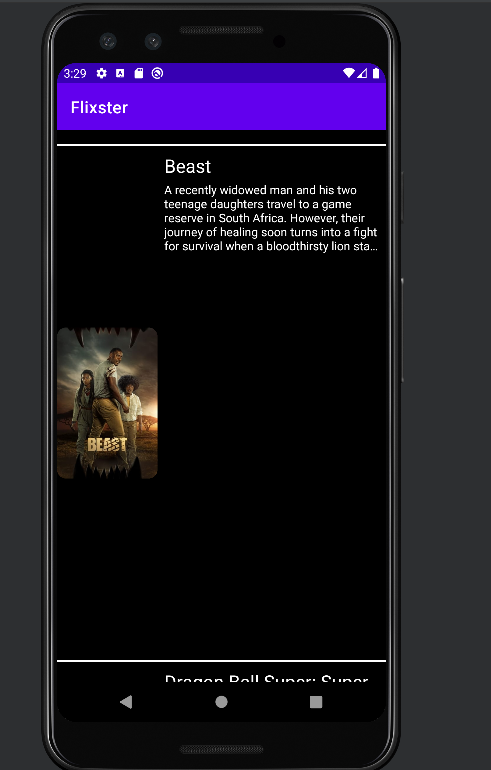 3:29
Flixster
Beast
A recently widowed man and his two
teenage daughters travel to a game
reserve in South Africa. However, their
journey of healing soon turns into a fight
for survival when a bloodthirsty lion sta...
BEAST
Dragon Ball Super: Super